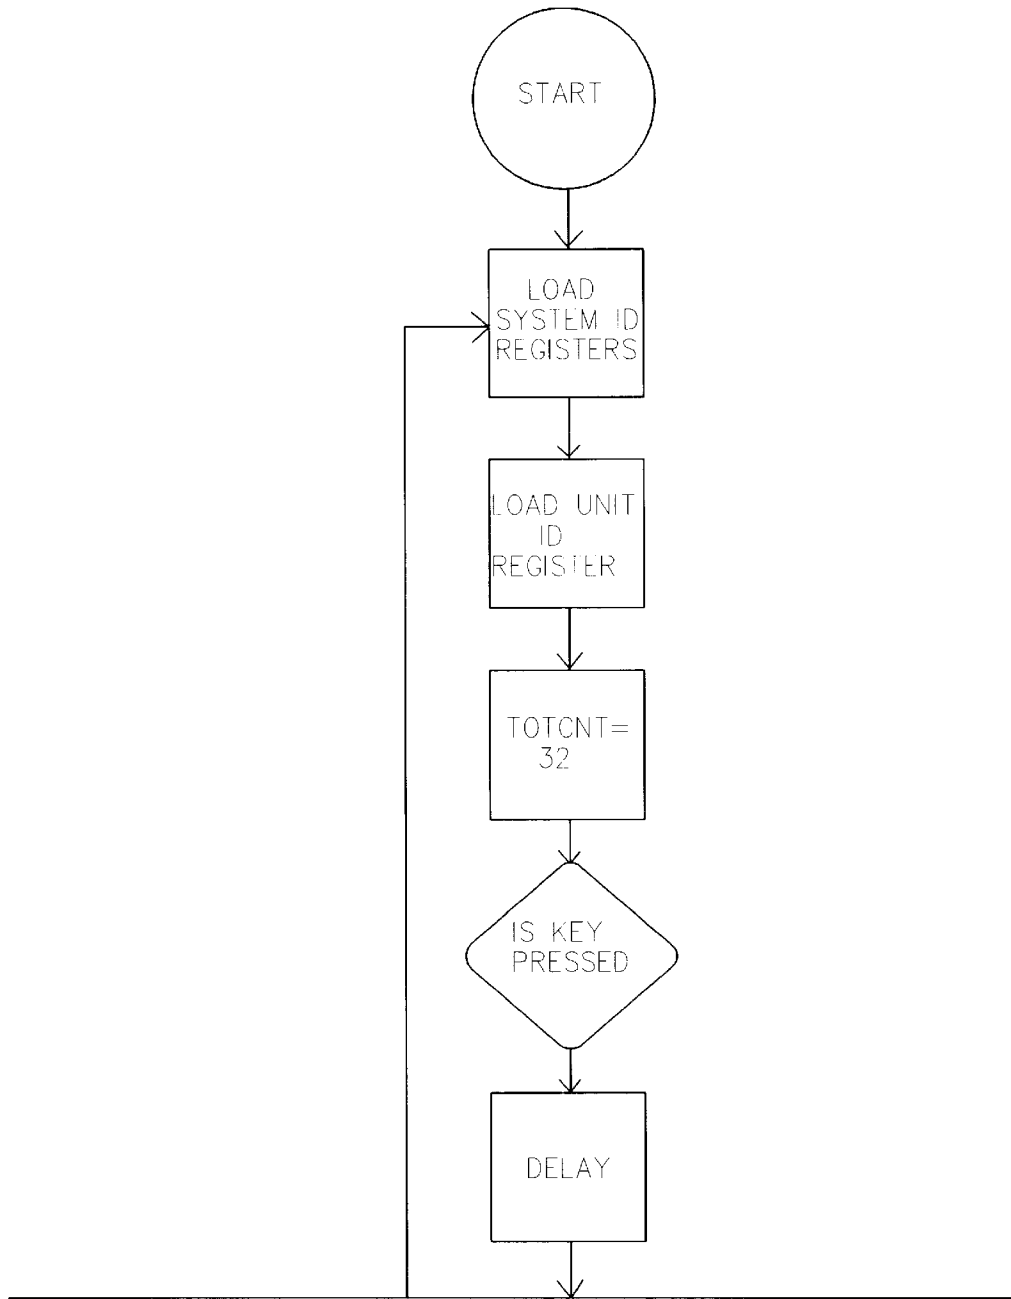 START
LOAD
SYSTEM ID
REGISTERS
LOAD UNIT
ID
REGISTER
TOTCNT=
32
IS KEY
PRESSED
DELAY